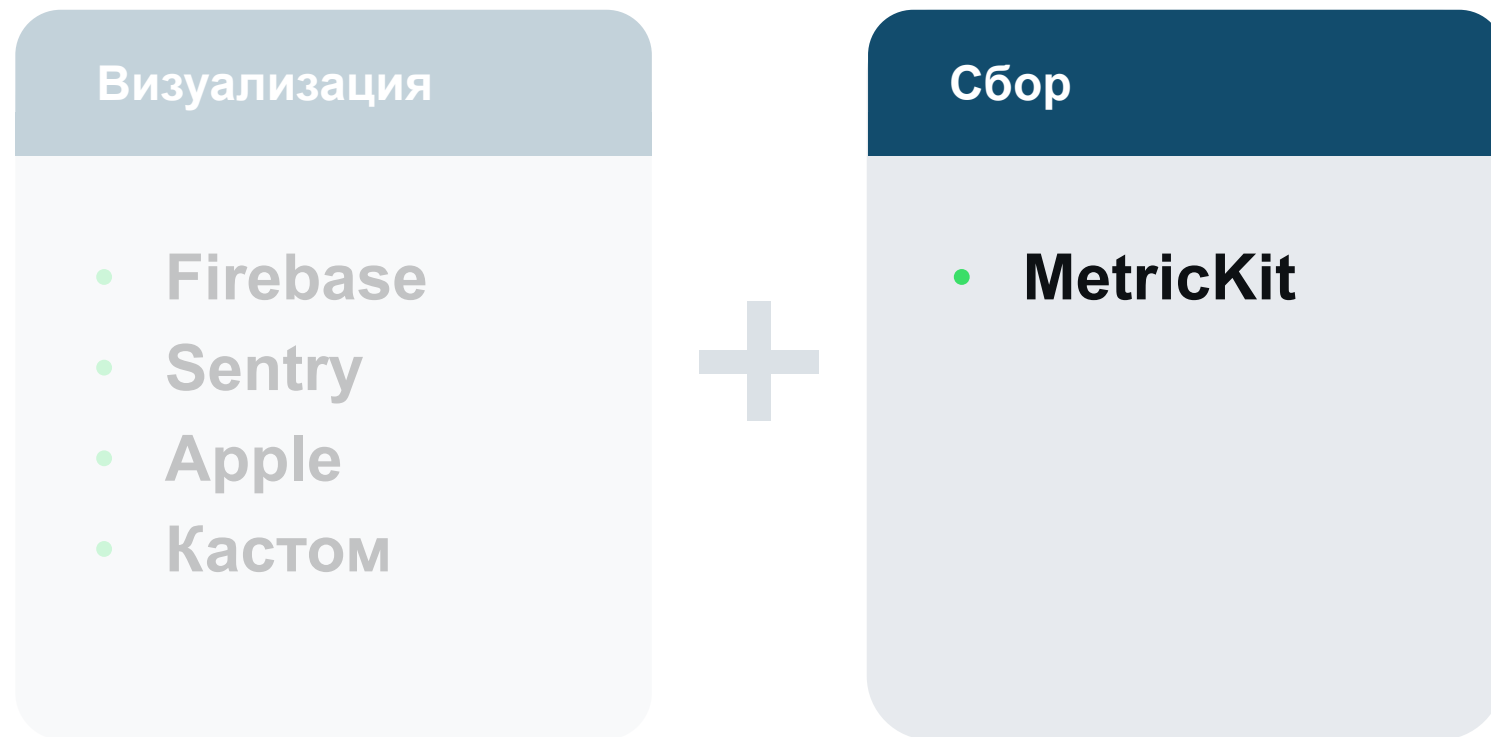 Визуализация
• Firebase
• Sentry
• Apple
• Кастом
+
Сбор
• MetricKit